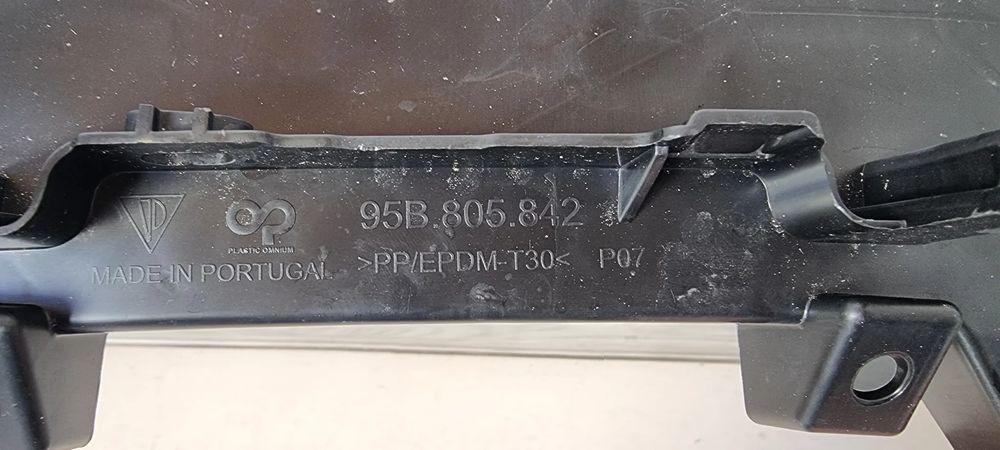 95B.805.842
PLASTIC OMNIUM
MADE IN PORTUGAL
>PP/EPDM-T30<
P07